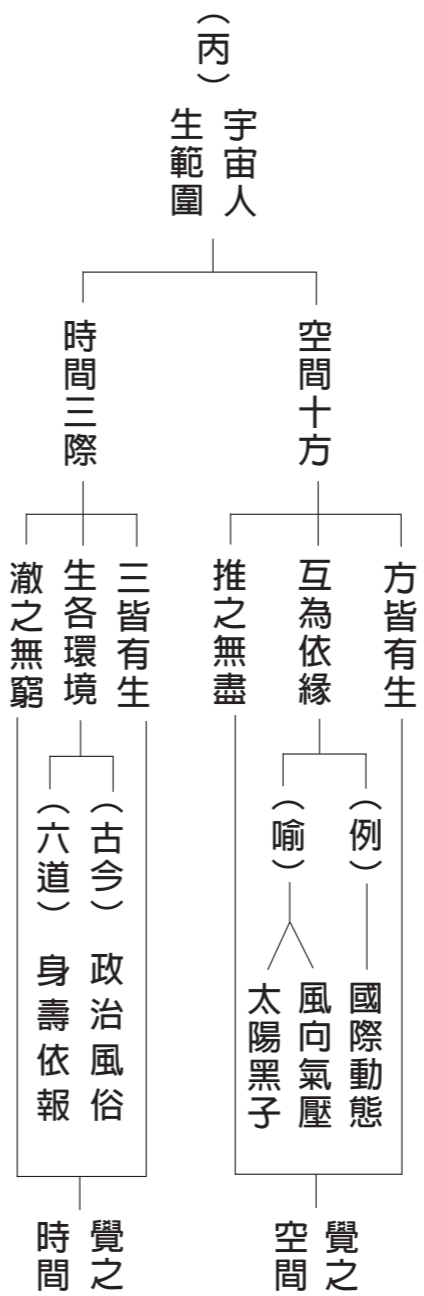 (丙)
宇宙人
生範圍
空間十方
方皆有生
互為依緣
(例)
國際動態
(喻)
風向氣壓
太陽黑子
推之無盡
覺之
空間
時間三際
三皆有生
生各環境
(古今) 政治風俗
(六道) 身壽依報
澈之無窮
覺之
時間